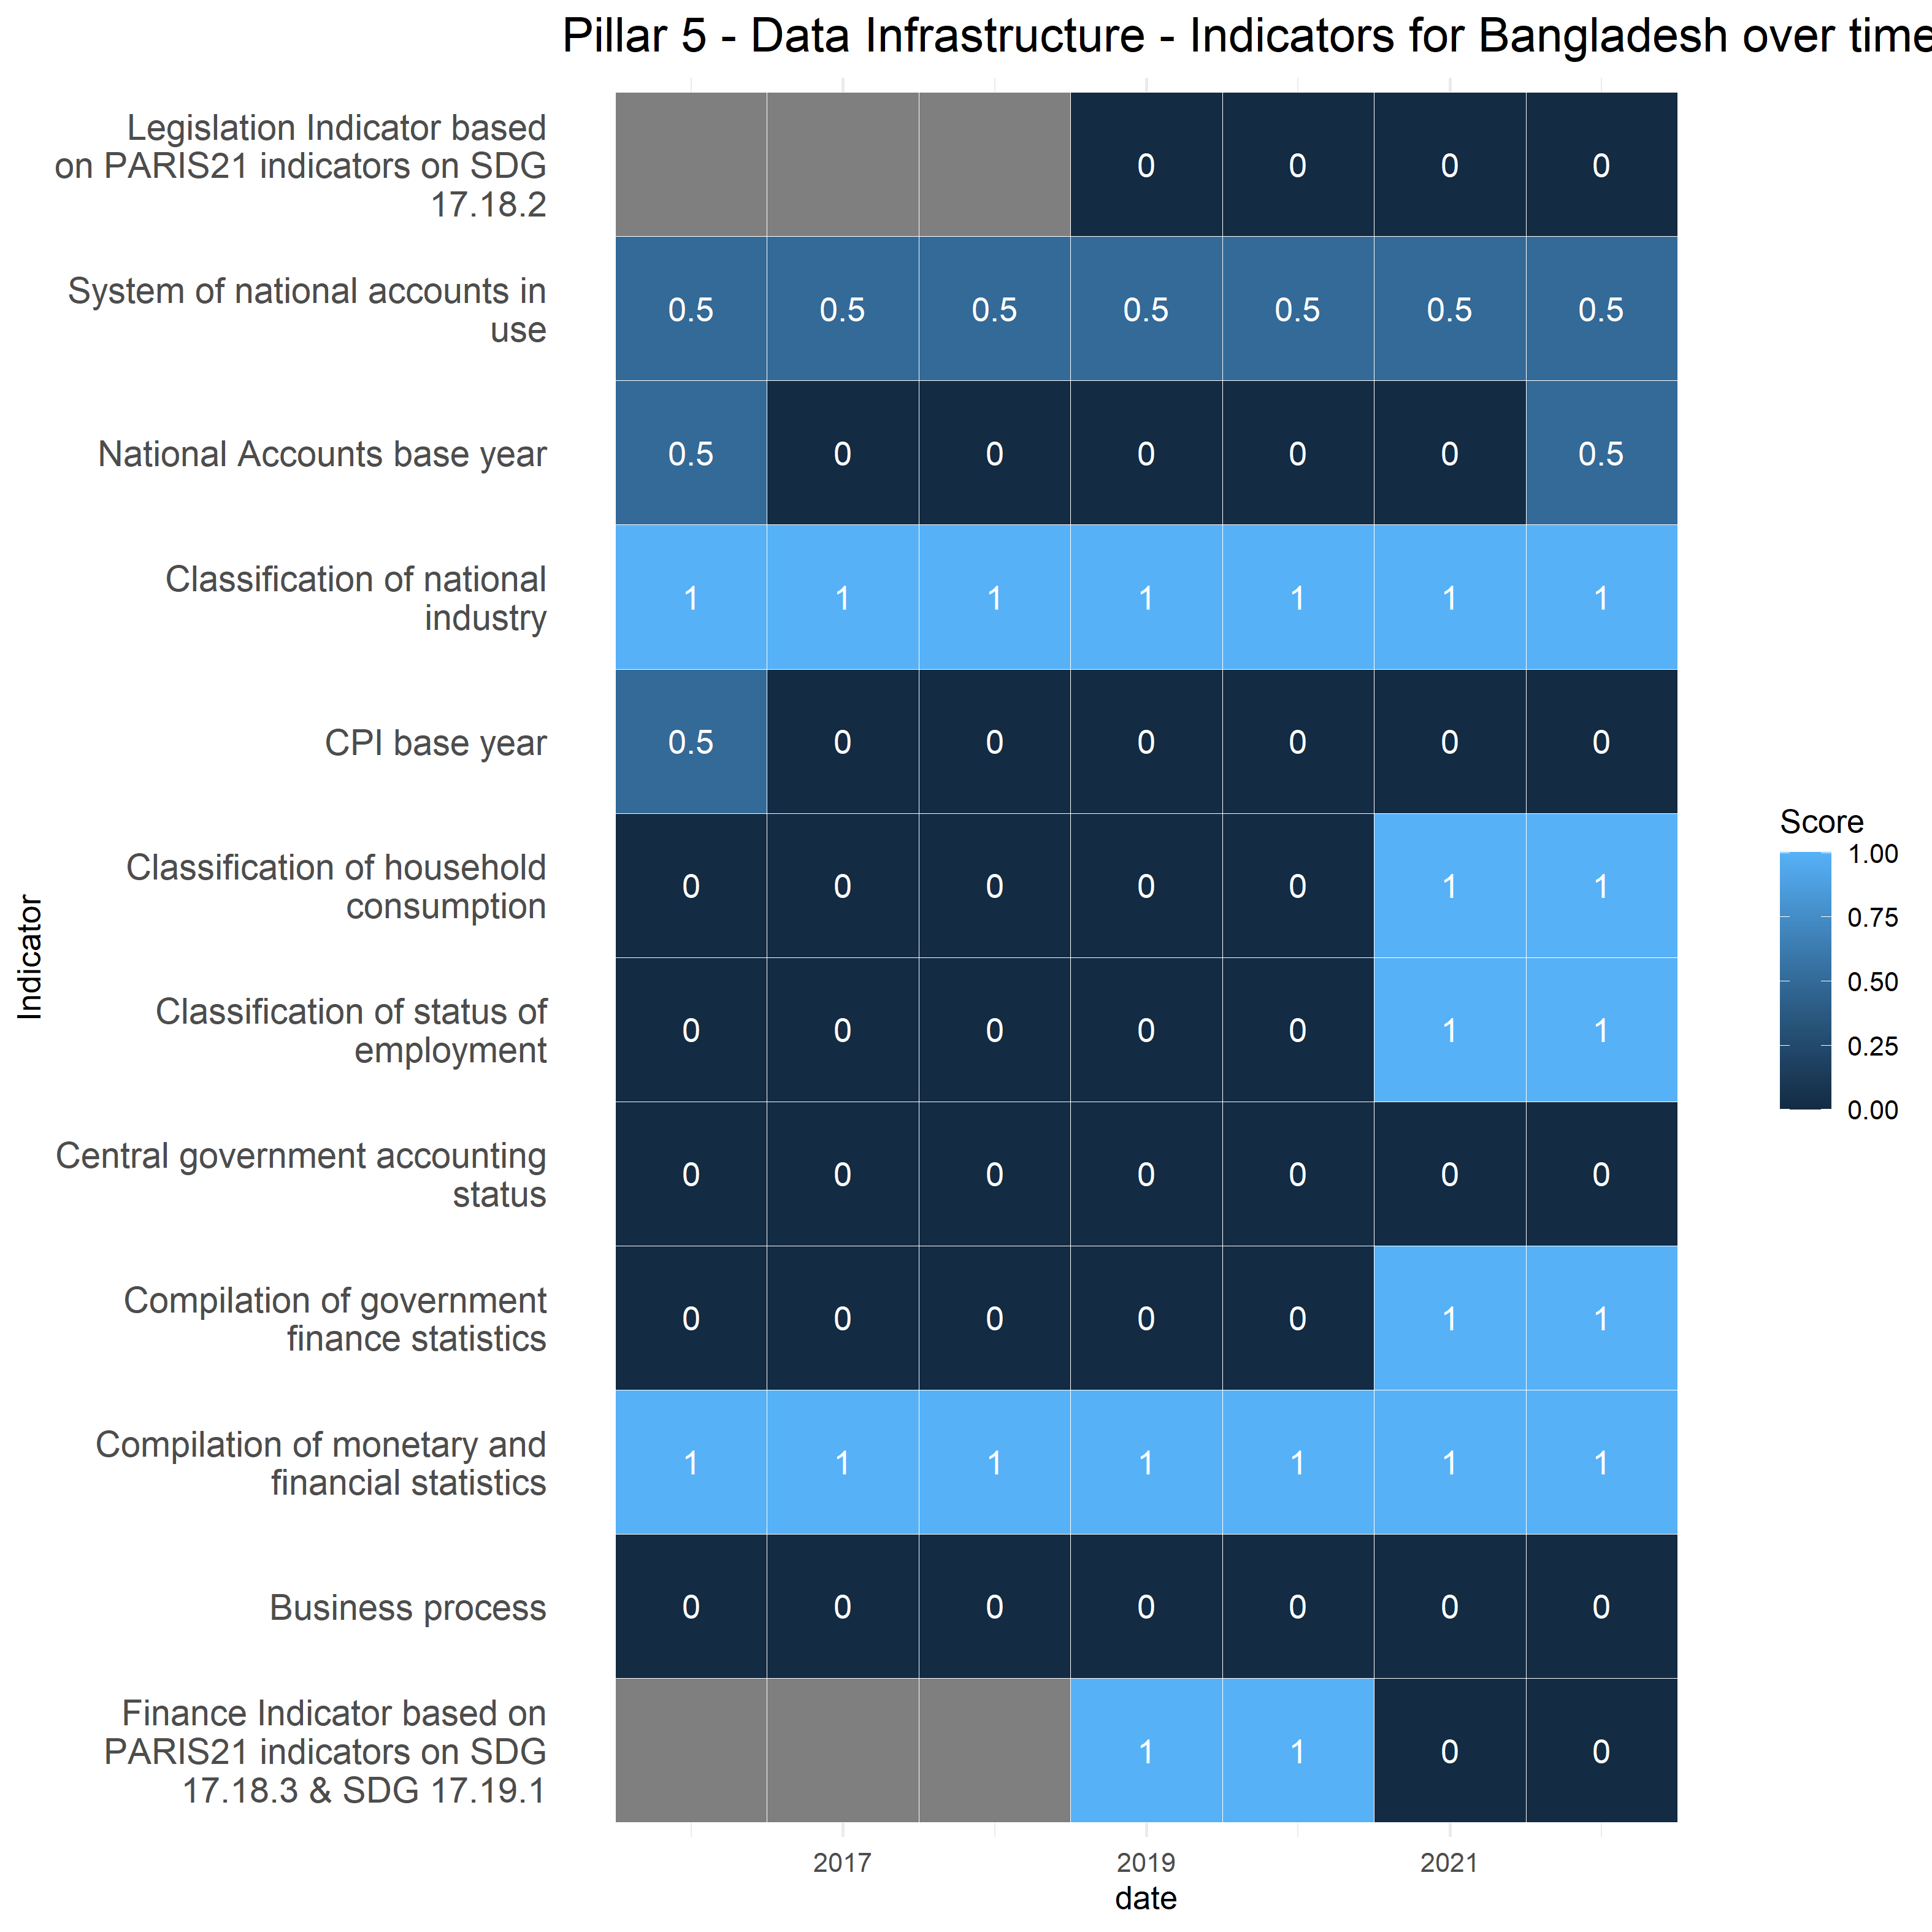 Pillar 5 - Data Infrastructure - Indicators for Bangladesh over time
Legislation Indicator based
on PARIS21 indicators on SDG
17.18.2
0 0 0 0
System of national accounts in
use
0.5 0.5 0.5 0.5 0.5 0.5 0.5
National Accounts base year
0.5 0 0 0 0 0 0.5
Classification of national
industry
1 1 1 1 1 1 1
CPI base year
0.5 0 0 0 0 0 0
Classification of household
consumption
0 0 0 0 0 1 1
Classification of status of
employment
0 0 0 0 0 1 1
Central government accounting
status
0 0 0 0 0 0 0
Compilation of government
finance statistics
0 0 0 0 0 1 1
Compilation of monetary and
financial statistics
1 1 1 1 1 1 1
Business process
0 0 0 0 0 0 0
Finance Indicator based on
PARIS21 indicators on SDG
17.18.3 & SDG 17.19.1
1 1 0 0
2017 2019 2021
date
Indicator
Score
1.00
0.75
0.50
0.25
0.00